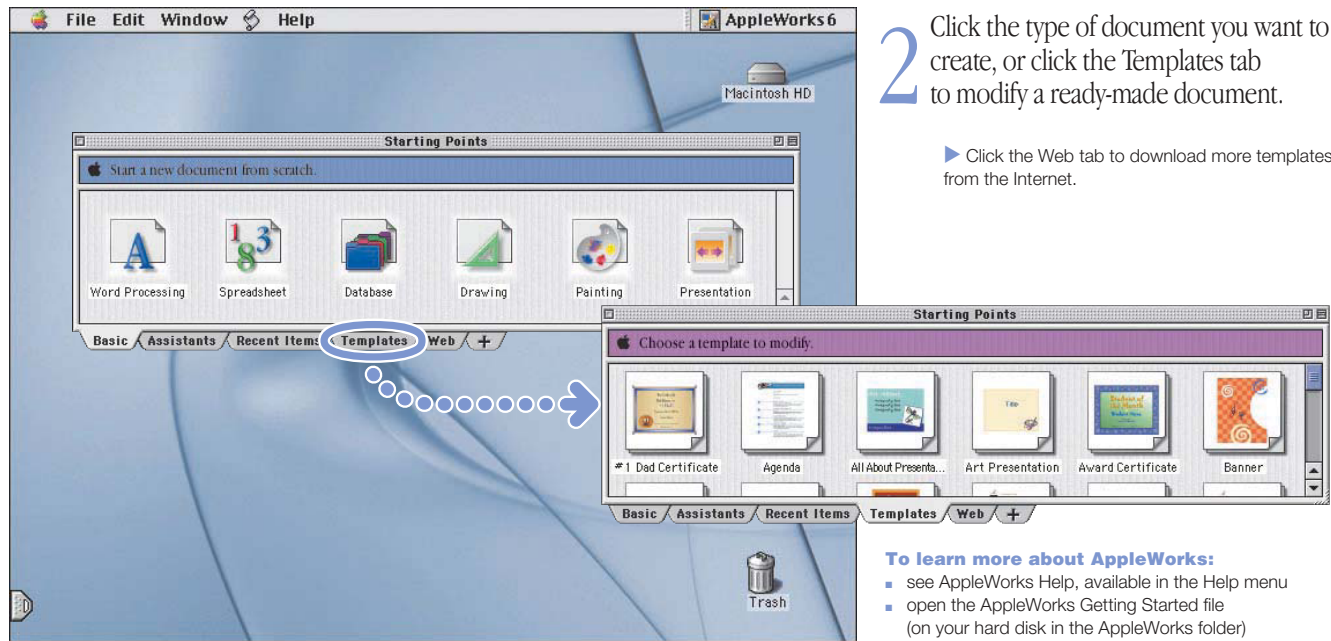 File Edit Window Help
AppleWorks 6
Macintosh HD
Starting Points
Start a new document from scratch.
Word Processing Spreadsheet Database Drawing Painting Presentation
Basic Assistants Recent Items Templates Web +
2
Click the type of document you want to
create, or click the Templates tab
to modify a ready-made document.
Click the Web tab to download more templates
from the Internet.
Starting Points
Choose a template to modify.
Title
Student of
the Month
#1 Dad Certificate Agenda All About Presenta... Art Presentation Award Certificate Banner
Basic Assistants Recent Items Templates Web +
Trash
To learn more about AppleWorks:
see AppleWorks Help, available in the Help menu
open the AppleWorks Getting Started file
(on your hard disk in the AppleWorks folder)